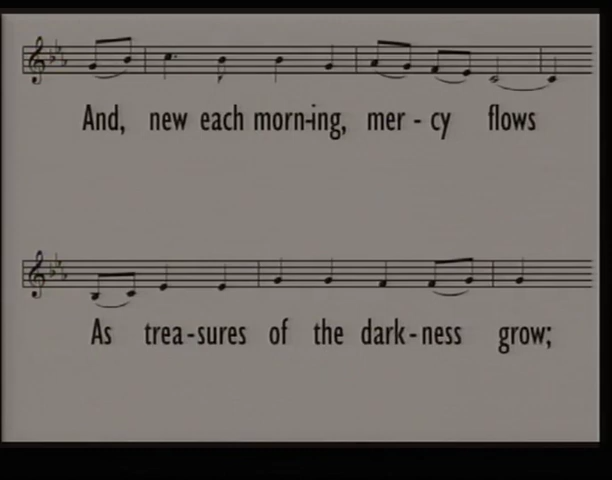 And, new each morn-ing, mer - cy flows
As trea-sures of the dark-ness grow;